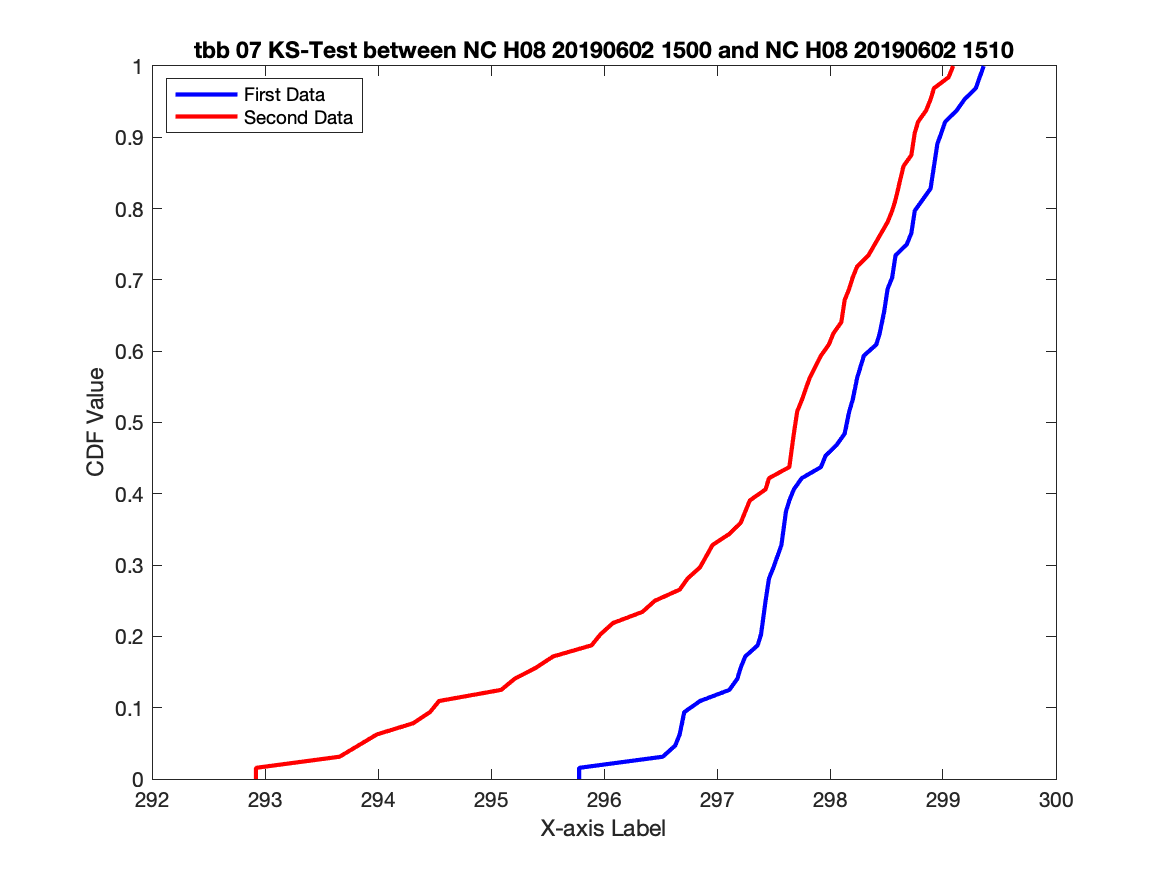 tbb 07 KS-Test between NC H08 20190602 1500 and NC H08 20190602 1510
First Data
Second Data
1
0.9
0.8
0.7
0.6
0.5
0.4
0.3
0.2
0.1
0
CDF Value
292 293 294 295 296 297 298 299 300
X-axis Label